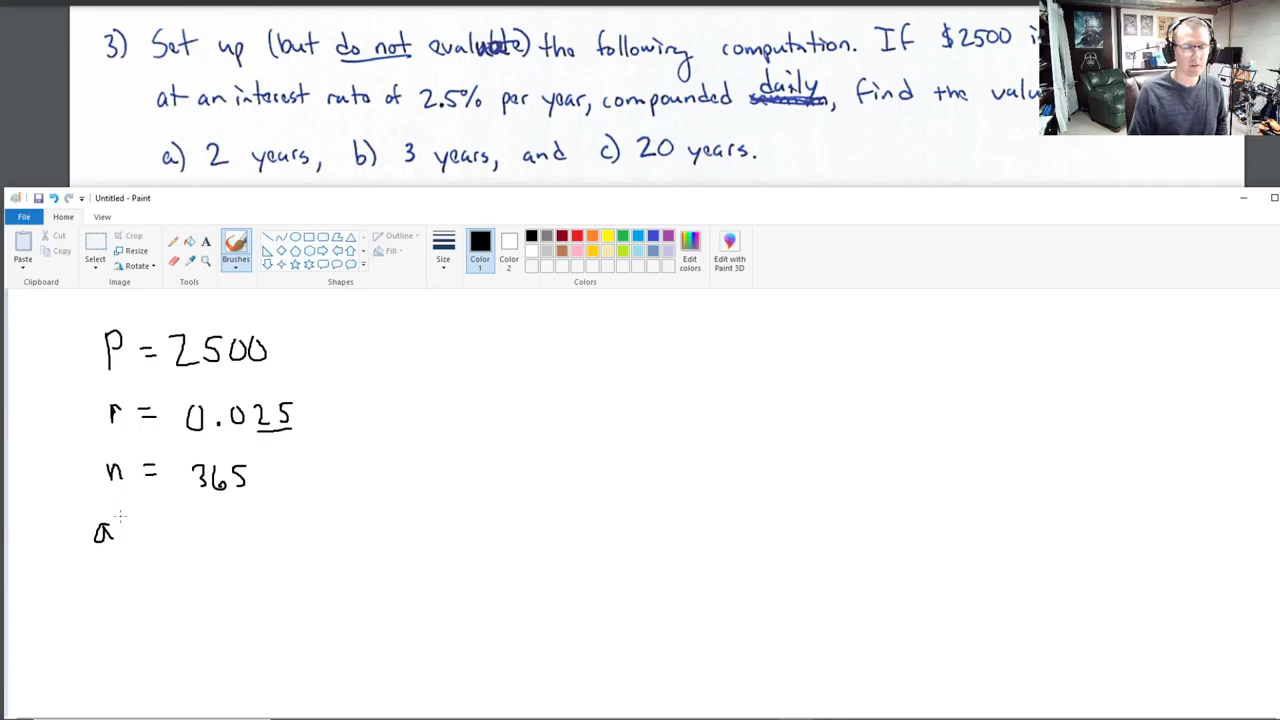 3) Set up (but do not evaluate) the following computation. If $2500 i
at an interest rate of 2.5% per year, compounded daily, find the valu
a) 2 years, b) 3 years, and c) 20 years.
Untitled - Paint
File Home View
Paste Cut Copy Select Crop Resize Rotate Brushes Outline Fill Size Color 1 Color 2 Edit colors Edit with Paint 3D
Clipboard Image Tools Shapes Colors
P = 2500
r = 0.025
n = 365
a